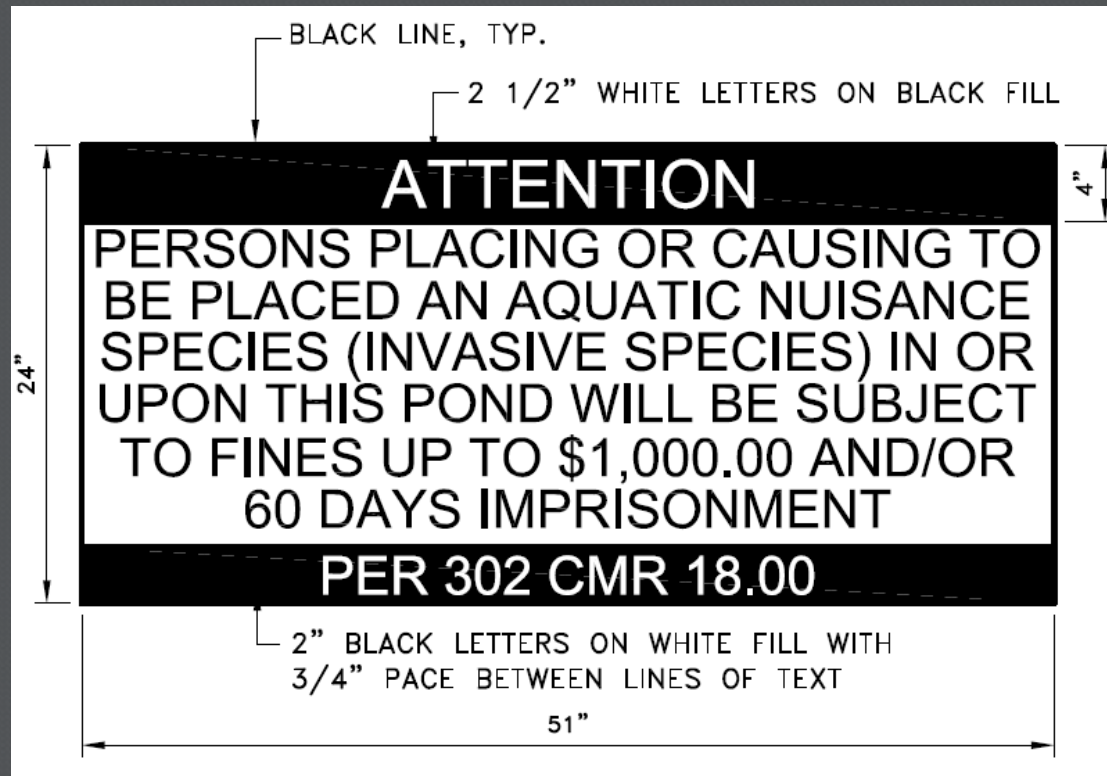 BLACK LINE, TYP.
2 1/2" WHITE LETTERS ON BLACK FILL
ATTENTION
4"
PERSONS PLACING OR CAUSING TO
BE PLACED AN AQUATIC NUISANCE
SPECIES (INVASIVE SPECIES) IN OR
UPON THIS POND WILL BE SUBJECT
TO FINES UP TO $1,000.00 AND/OR
60 DAYS IMPRISONMENT
24"
PER 302 CMR 18.00
2" BLACK LETTERS ON WHITE FILL WITH
3/4" PACE BETWEEN LINES OF TEXT
51"